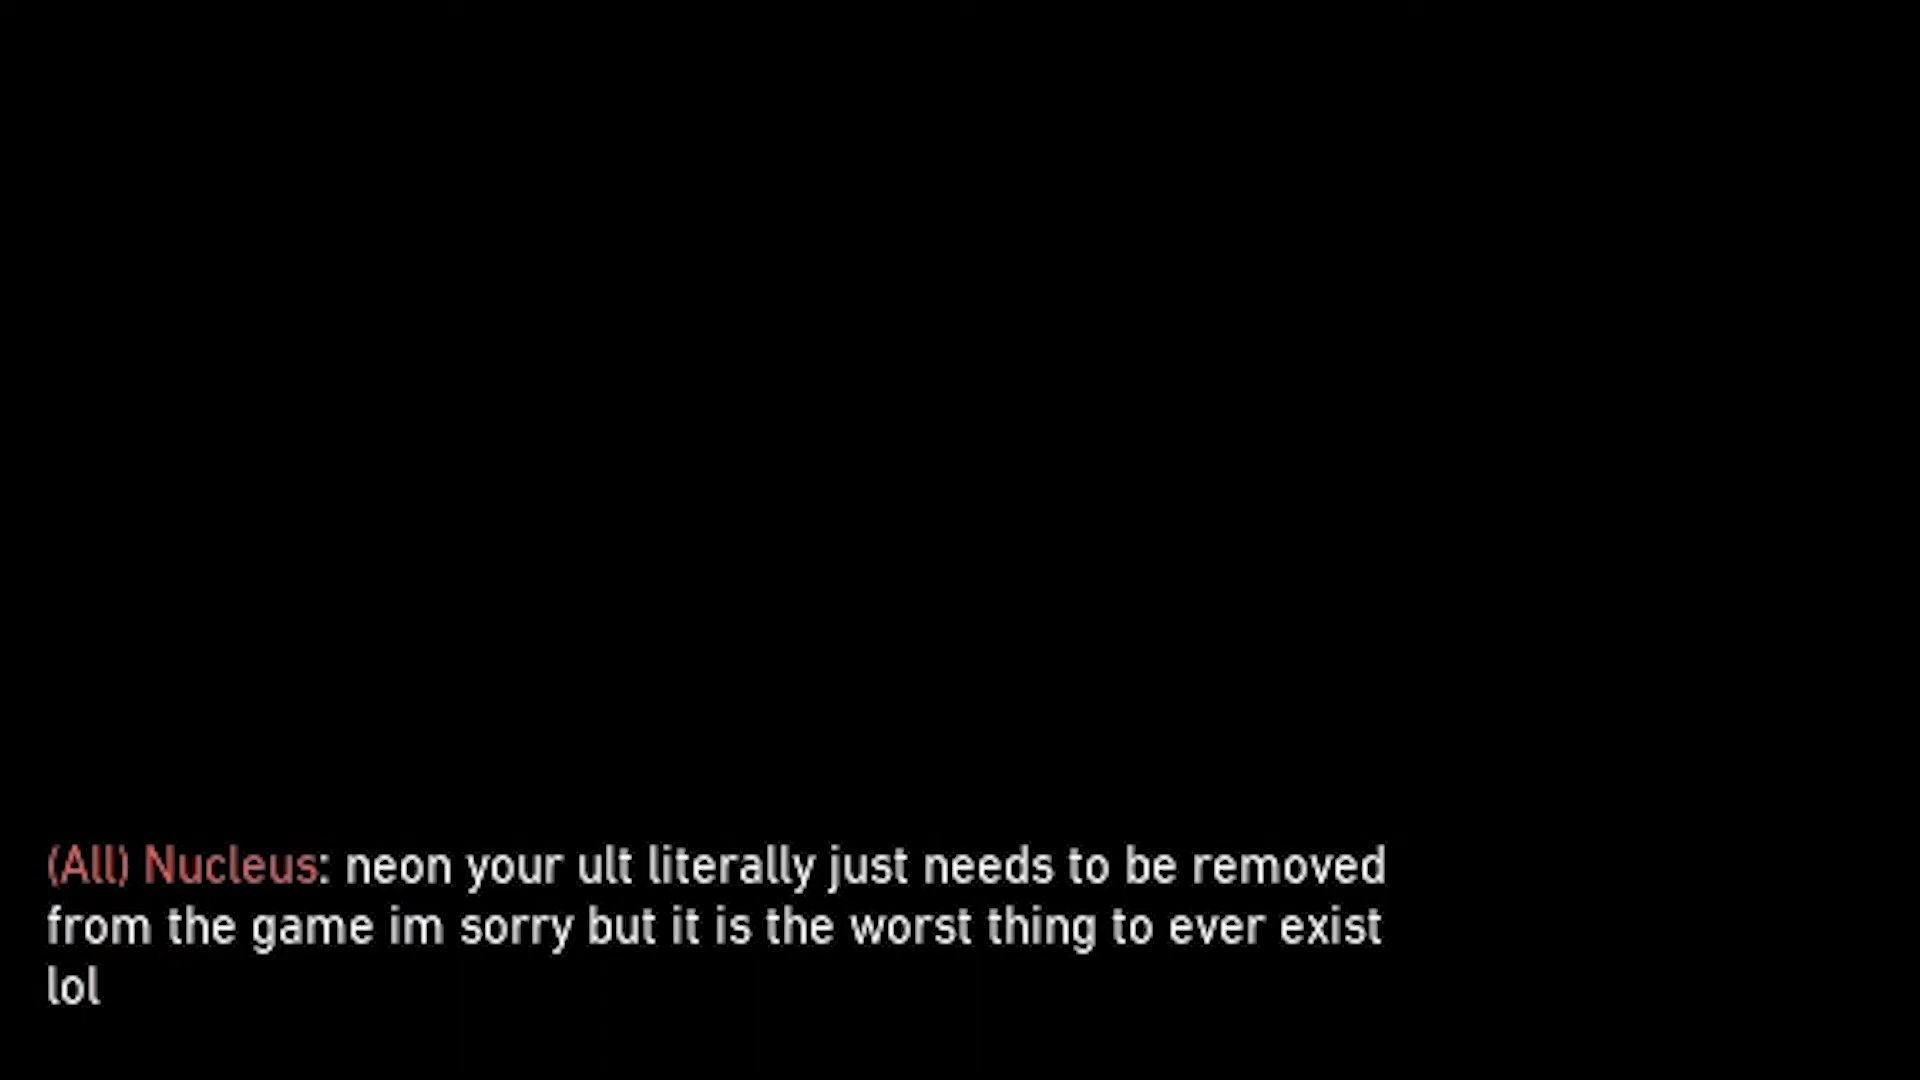 (All) Nucleus: neon your ult literally just needs to be removed
from the game im sorry but it is the worst thing to ever exist
lol